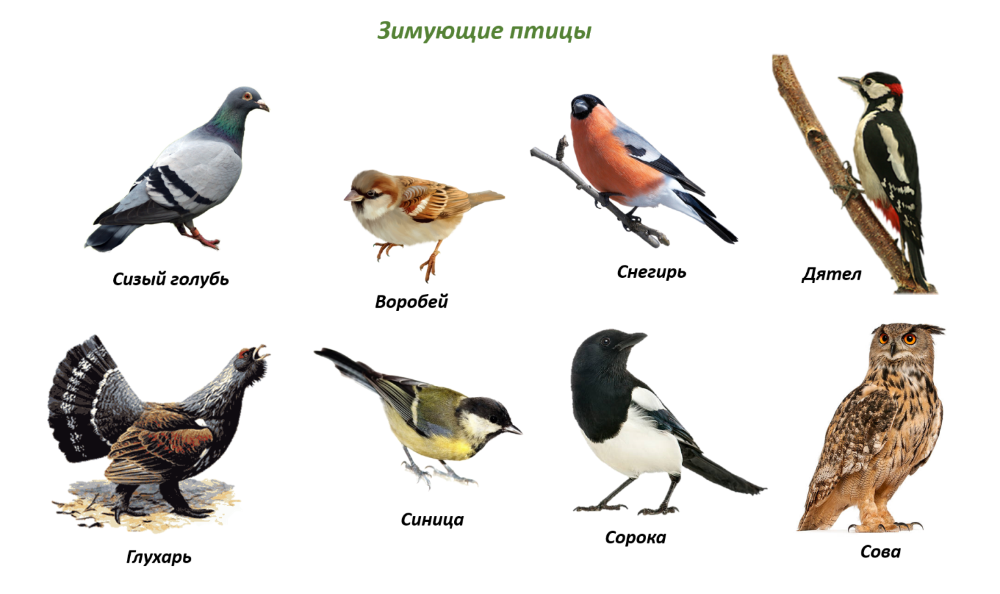 Зимующие птицы
Сизый голубь
Воробей
Снегирь
Дятел
Глухарь
Синица
Сорока
Сова